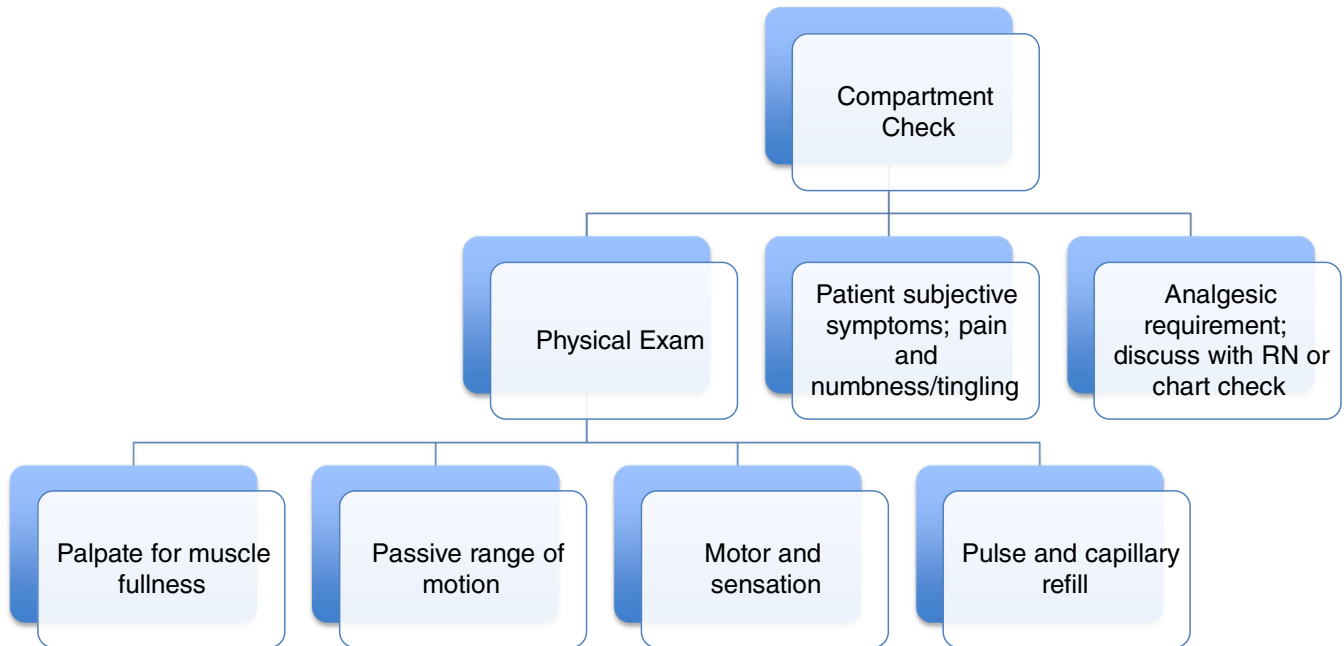 Compartment
Check
Physical Exam
Patient subjective
symptoms; pain
and
numbness/tingling
Analgesic
requirement;
discuss with RN or
chart check
Palpate for muscle
fullness
Passive range of
motion
Motor and
sensation
Pulse and capillary
refill